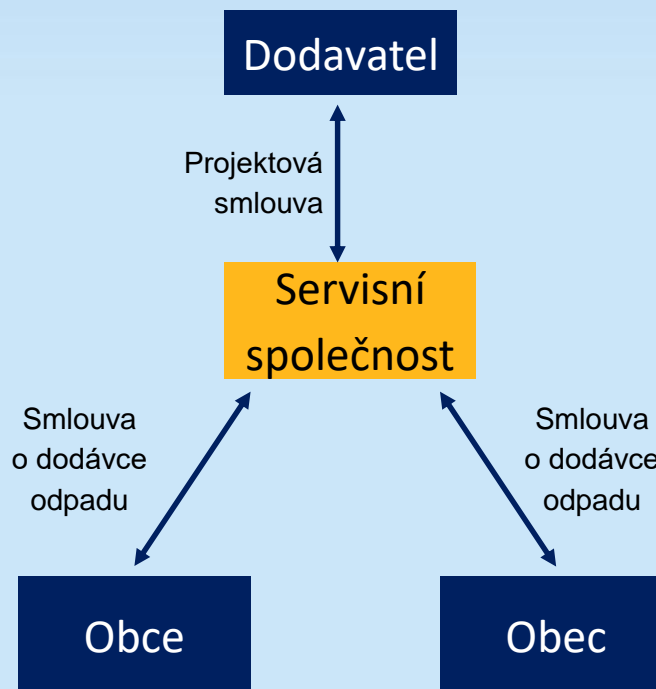 Dodavatel
Projektová
smlouva
Servisní
společnost
Smlouva
o dodávce
odpadu
Smlouva
o dodávce
odpadu
Obce
Obec